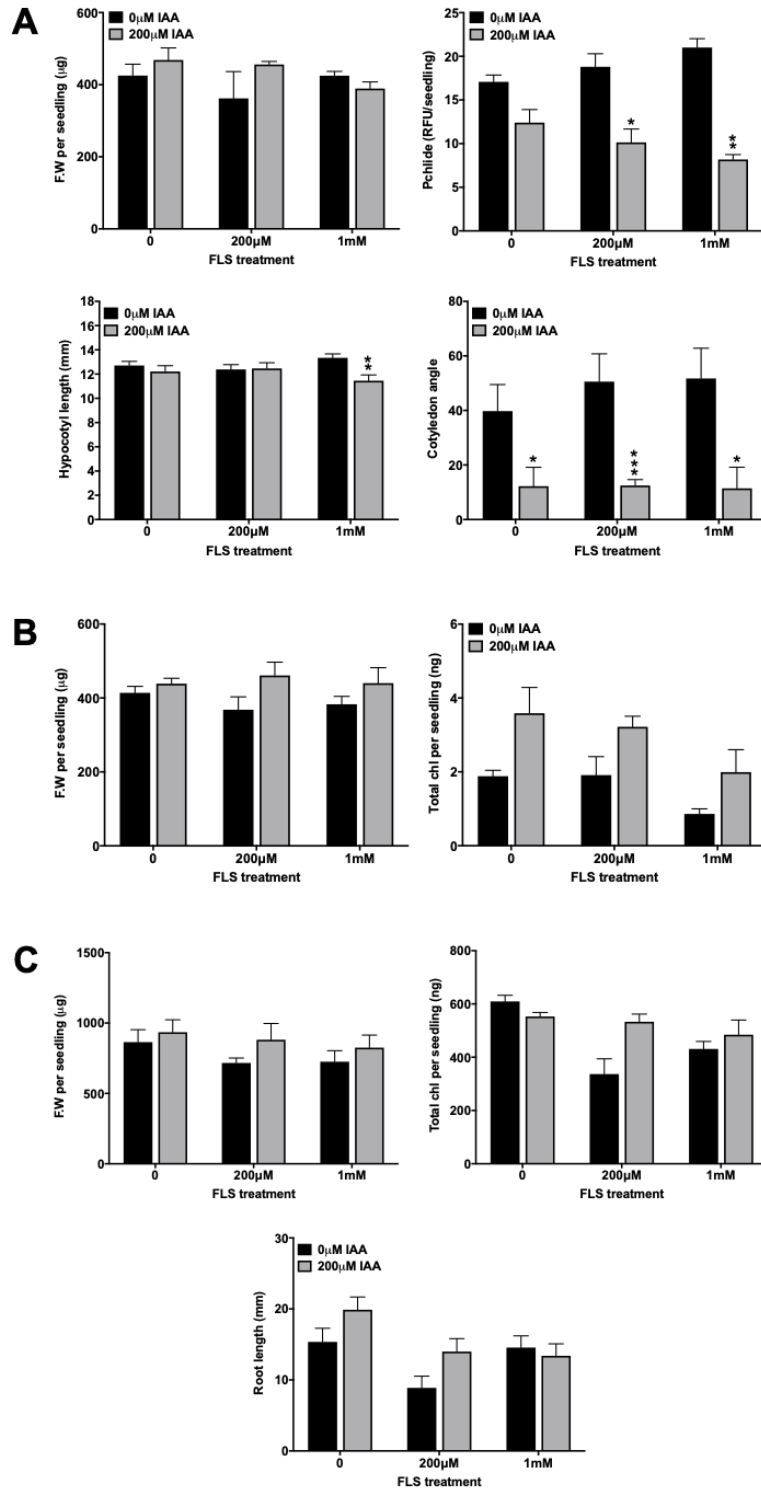 A
0μM IAA
200μM IAA
F.W per seedling (μg)
600
400
200
0
0
200μM
1mM
FLS treatment
0μM IAA
200μM IAA
Pchlide (RFU/seedling)
25
20
15
10
5
0
*
**
0
200μM
1mM
FLS treatment
0μM IAA
200μM IAA
Hypocotyl length (mm)
18
16
14
12
10
8
6
4
2
0
**
0
200μM
1mM
FLS treatment
0μM IAA
200μM IAA
Cotyledon angle
80
60
40
20
0
*
***
*
0
200μM
1mM
FLS treatment
B
F.W per seedling (μg)
600
400
200
0
0
200μM
1mM
FLS treatment
0μM IAA
200μM IAA
Total chl per seedling (ng)
6
4
2
0
0
200μM
1mM
FLS treatment
C
F.W per seedling (μg)
1500
1000
500
0
0
200μM
1mM
FLS treatment
Total chl per seedling (ng)
800
600
400
200
0
0
200μM
1mM
FLS treatment
0μM IAA
200μM IAA
Root length (mm)
30
20
10
0
0
200μM
1mM
FLS treatment